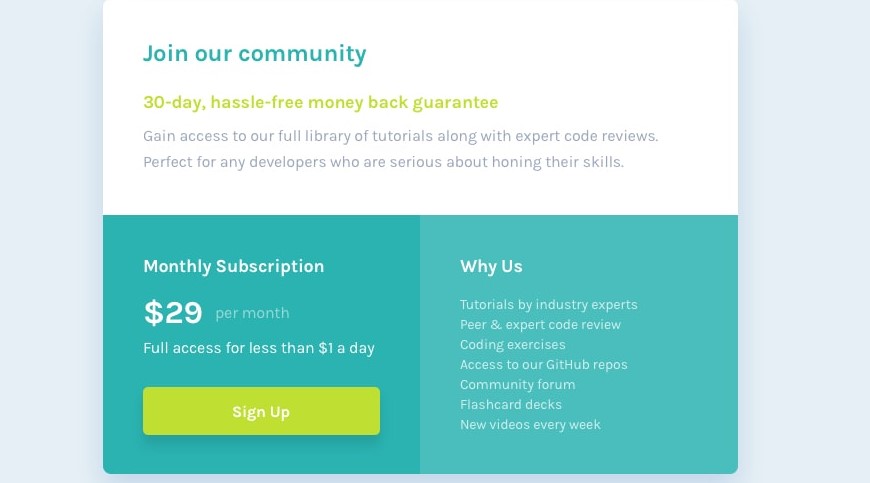 Join our community
30-day, hassle-free money back guarantee
Gain access to our full library of tutorials along with expert code reviews.
Perfect for any developers who are serious about honing their skills.
Monthly Subscription
$29 per month
Full access for less than $1 a day
Sign Up
Why Us
Tutorials by industry experts
Peer & expert code review
Coding exercises
Access to our GitHub repos
Community forum
Flashcard decks
New videos every week